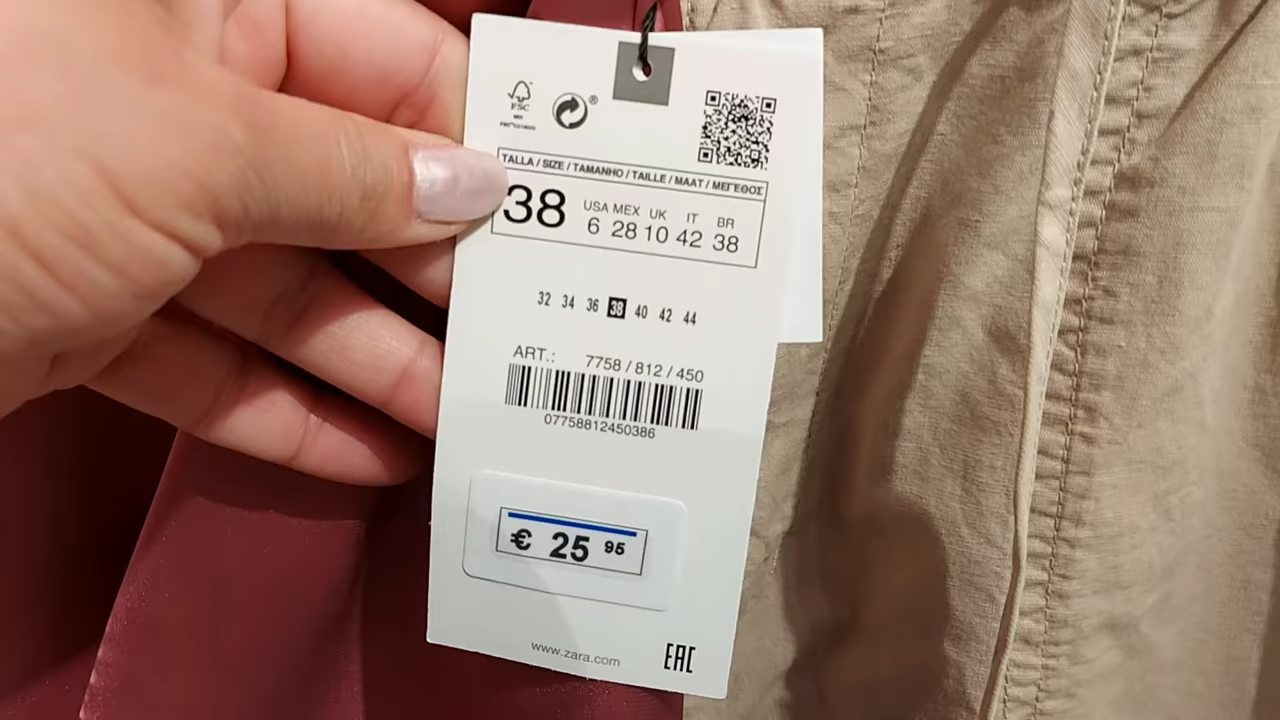 FSC
®
TALLA / SIZE / TAMANHO / TAILLE / MAAT / ΜΕΓΕΘΟΣ
38
USA MEX UK IT BR
6 28 10 42 38
32 34 36 38 40 42 44
ART.: 7758 / 812 / 450
07758812450386
€ 25 95
www.zara.com
EAC